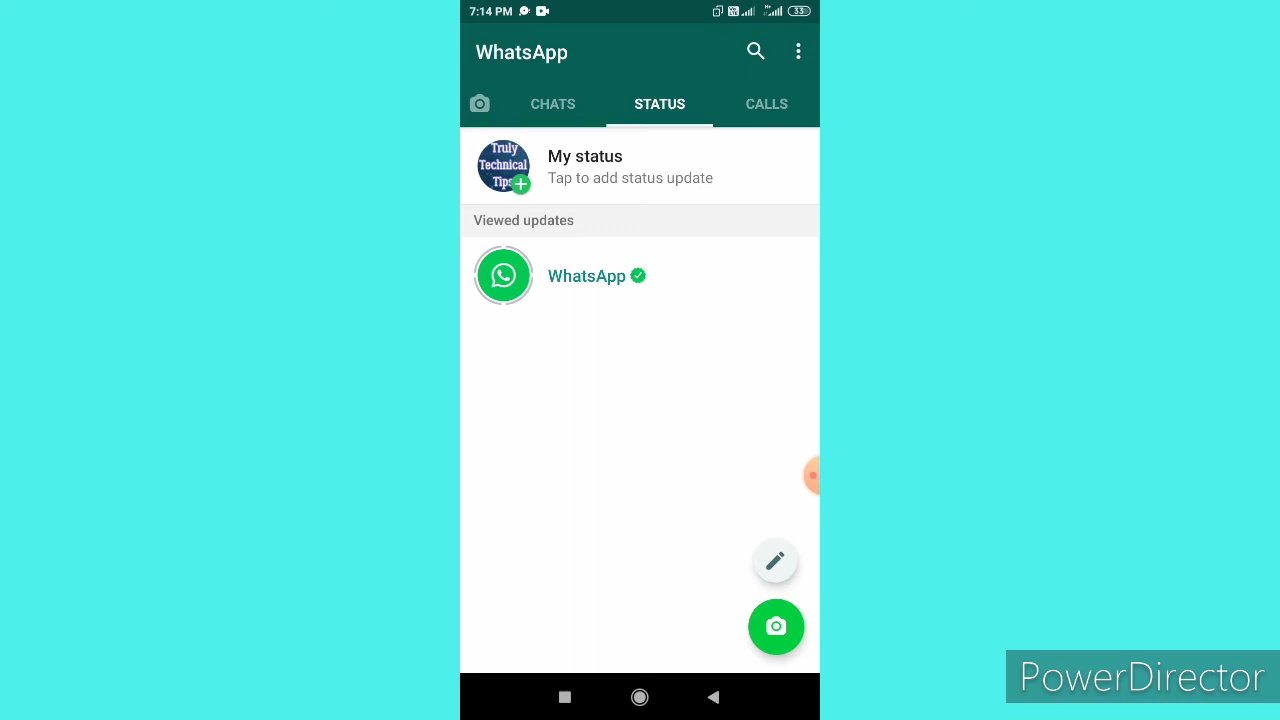 7:14 PM
33
WhatsApp
CHATS
STATUS
CALLS
Truly
Technical
Tips
My status
Tap to add status update
Viewed updates
WhatsApp
PowerDirector